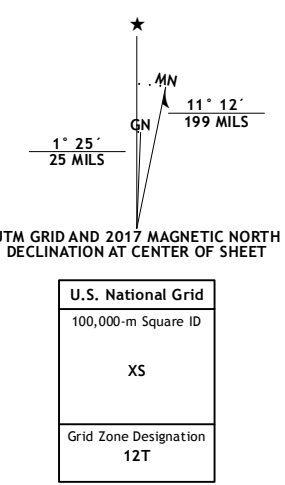 ★
MN
11° 12´
199 MILS
GN
1° 25´
25 MILS
UTM GRID AND 2017 MAGNETIC NORTH
DECLINATION AT CENTER OF SHEET
U.S. National Grid
100,000-m Square ID
XS
Grid Zone Designation
12T